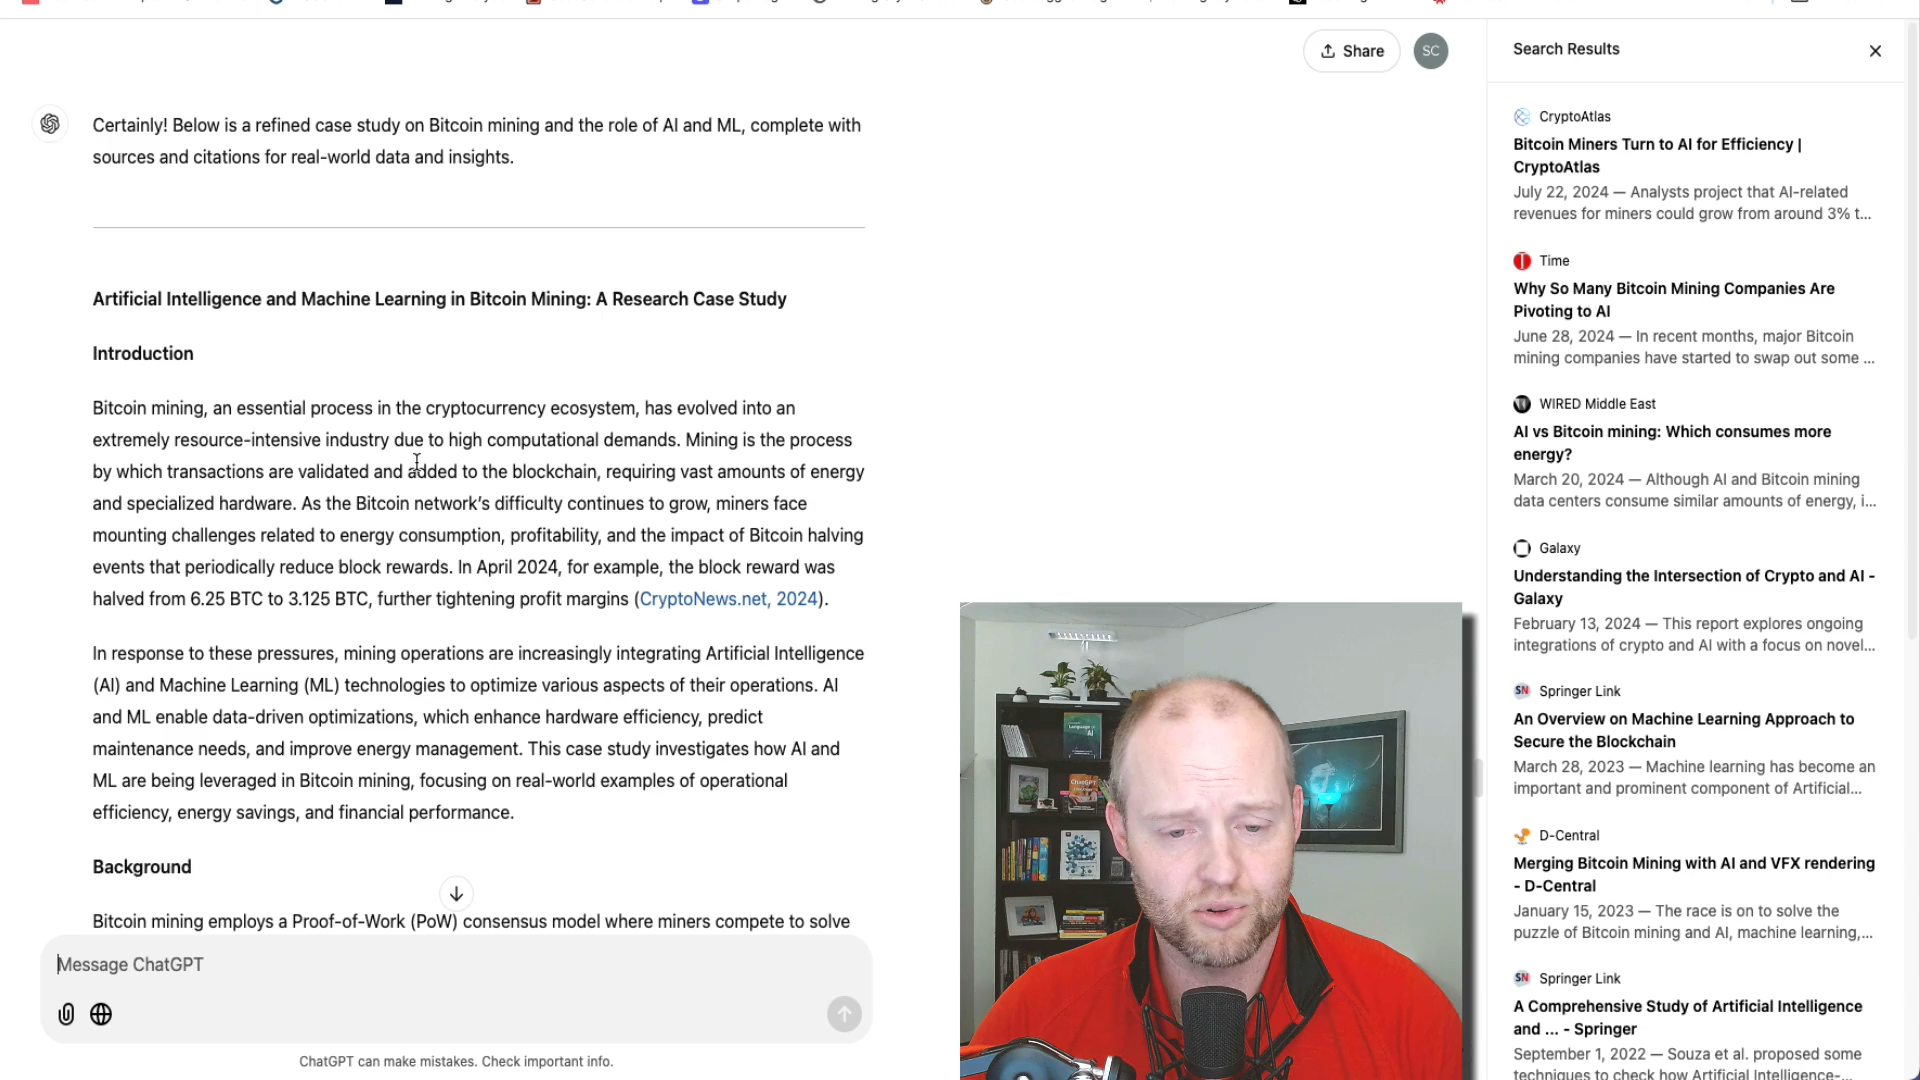 Share
SC
Certainly! Below is a refined case study on Bitcoin mining and the role of AI and ML, complete with
sources and citations for real-world data and insights.
Artificial Intelligence and Machine Learning in Bitcoin Mining: A Research Case Study
Introduction
Bitcoin mining, an essential process in the cryptocurrency ecosystem, has evolved into an
extremely resource-intensive industry due to high computational demands. Mining is the process
by which transactions are validated and added to the blockchain, requiring vast amounts of energy
and specialized hardware. As the Bitcoin network’s difficulty continues to grow, miners face
mounting challenges related to energy consumption, profitability, and the impact of Bitcoin halving
events that periodically reduce block rewards. In April 2024, for example, the block reward was
halved from 6.25 BTC to 3.125 BTC, further tightening profit margins (CryptoNews.net, 2024).
In response to these pressures, mining operations are increasingly integrating Artificial Intelligence
(AI) and Machine Learning (ML) technologies to optimize various aspects of their operations. AI
and ML enable data-driven optimizations, which enhance hardware efficiency, predict
maintenance needs, and improve energy management. This case study investigates how AI and
ML are being leveraged in Bitcoin mining, focusing on real-world examples of operational
efficiency, energy savings, and financial performance.
Background
Bitcoin mining employs a Proof-of-Work (PoW) consensus model where miners compete to solve
Message ChatGPT
ChatGPT can make mistakes. Check important info.
Search Results
CryptoAtlas
Bitcoin Miners Turn to AI for Efficiency |
CryptoAtlas
July 22, 2024 — Analysts project that AI-related
revenues for miners could grow from around 3% t...
Time
Why So Many Bitcoin Mining Companies Are
Pivoting to AI
June 28, 2024 — In recent months, major Bitcoin
mining companies have started to swap out some ...
WIRED Middle East
AI vs Bitcoin mining: Which consumes more
energy?
March 20, 2024 — Although AI and Bitcoin mining
data centers consume similar amounts of energy, i...
Galaxy
Understanding the Intersection of Crypto and AI -
Galaxy
February 13, 2024 — This report explores ongoing
integrations of crypto and AI with a focus on novel...
SN Springer Link
An Overview on Machine Learning Approach to
Secure the Blockchain
March 28, 2023 — Machine learning has become an
important and prominent component of Artificial...
D-Central
Merging Bitcoin Mining with AI and VFX rendering
- D-Central
January 15, 2023 — The race is on to solve the
puzzle of Bitcoin mining and AI, machine learning,...
SN Springer Link
A Comprehensive Study of Artificial Intelligence
and ... - Springer
September 1, 2022 — Souza et al. proposed some
techniques to check how Artificial Intelligence-...